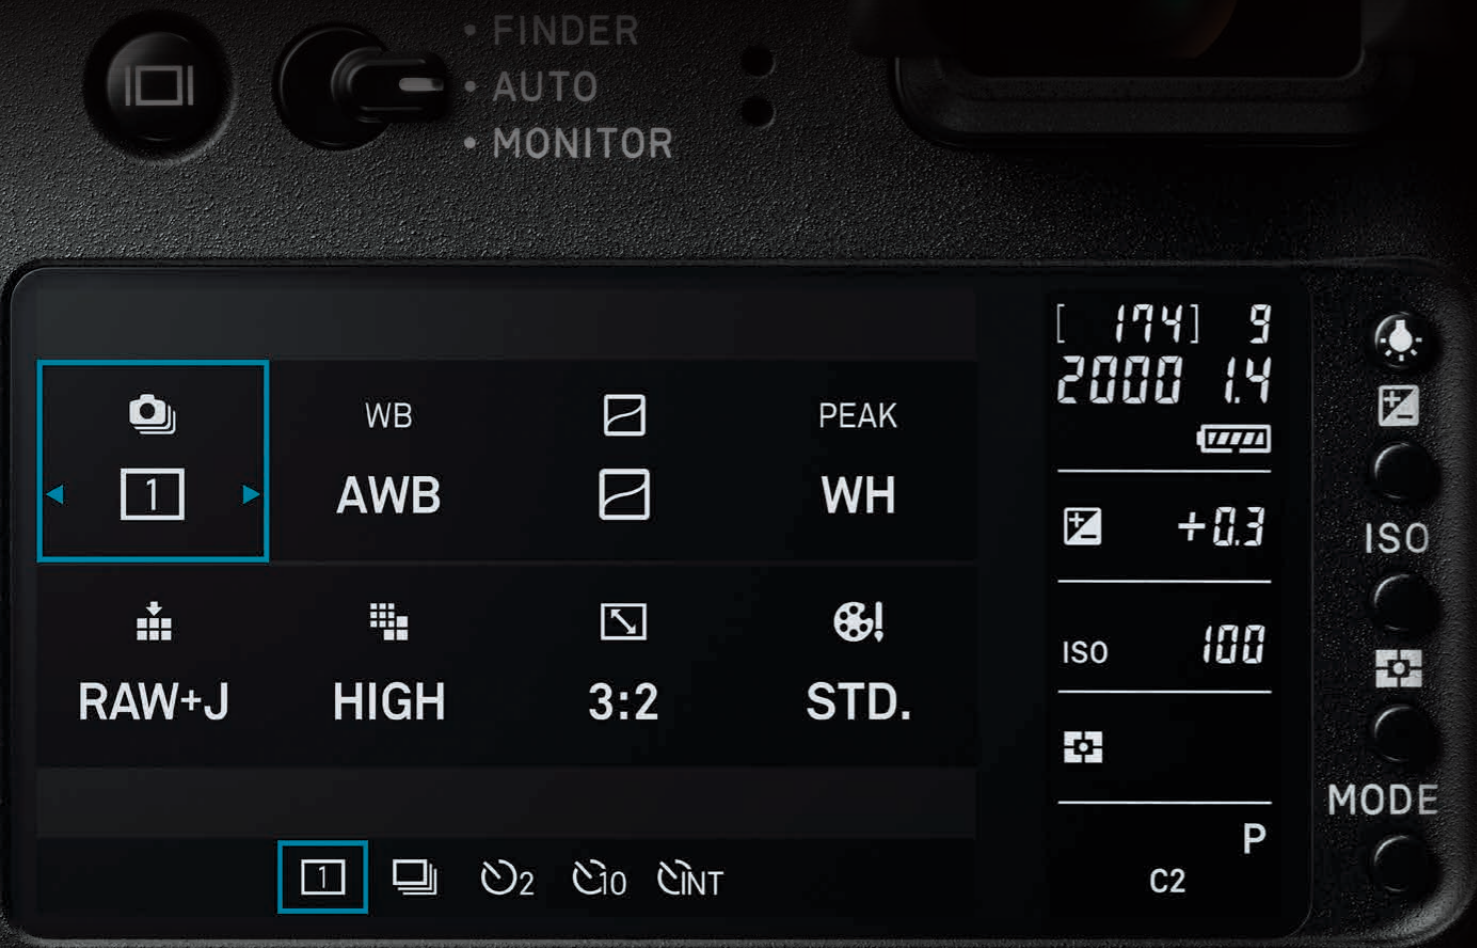 • FINDER
• AUTO
• MONITOR
[ 174] 9
2000 1.4
WB
PEAK
1
AWB
WH
+0.3
ISO
ISO 100
RAW+J
HIGH
3:2
STD.
MODE
P
C2
1
2
10
INT